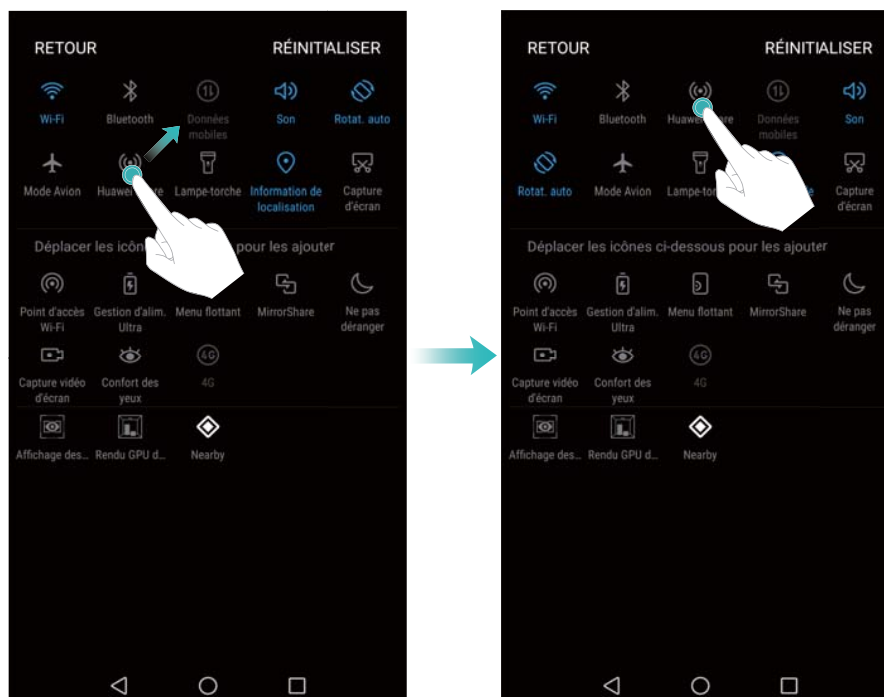 RETOUR RÉINITIALISER
Wi-Fi Bluetooth Données Son Rotat. auto
mobiles
Mode Avion Lampe-torche Information de Capture
localisation d'écran
Déplacer les pour les ajouter
Point d'accès Gestion d'alim. Menu flottant MirrorShare Ne pas
Wi-Fi Ultra déranger
4G
Capture vidéo Confort des 4G
d'écran yeux
Affichage des... Rendu GPU d... Nearby
RETOUR RÉINITIALISER
Wi-Fi Bluetooth Données Son
mobiles
Rotat. auto Mode Avion Capture
d'écran
Déplacer les icônes ci-dessous pour les ajouter
Point d'accès Gestion d'alim. Menu flottant MirrorShare Ne pas
Wi-Fi Ultra déranger
4G
Capture vidéo Confort des 4G
d'écran yeux
Affichage des... Rendu GPU d... Nearby